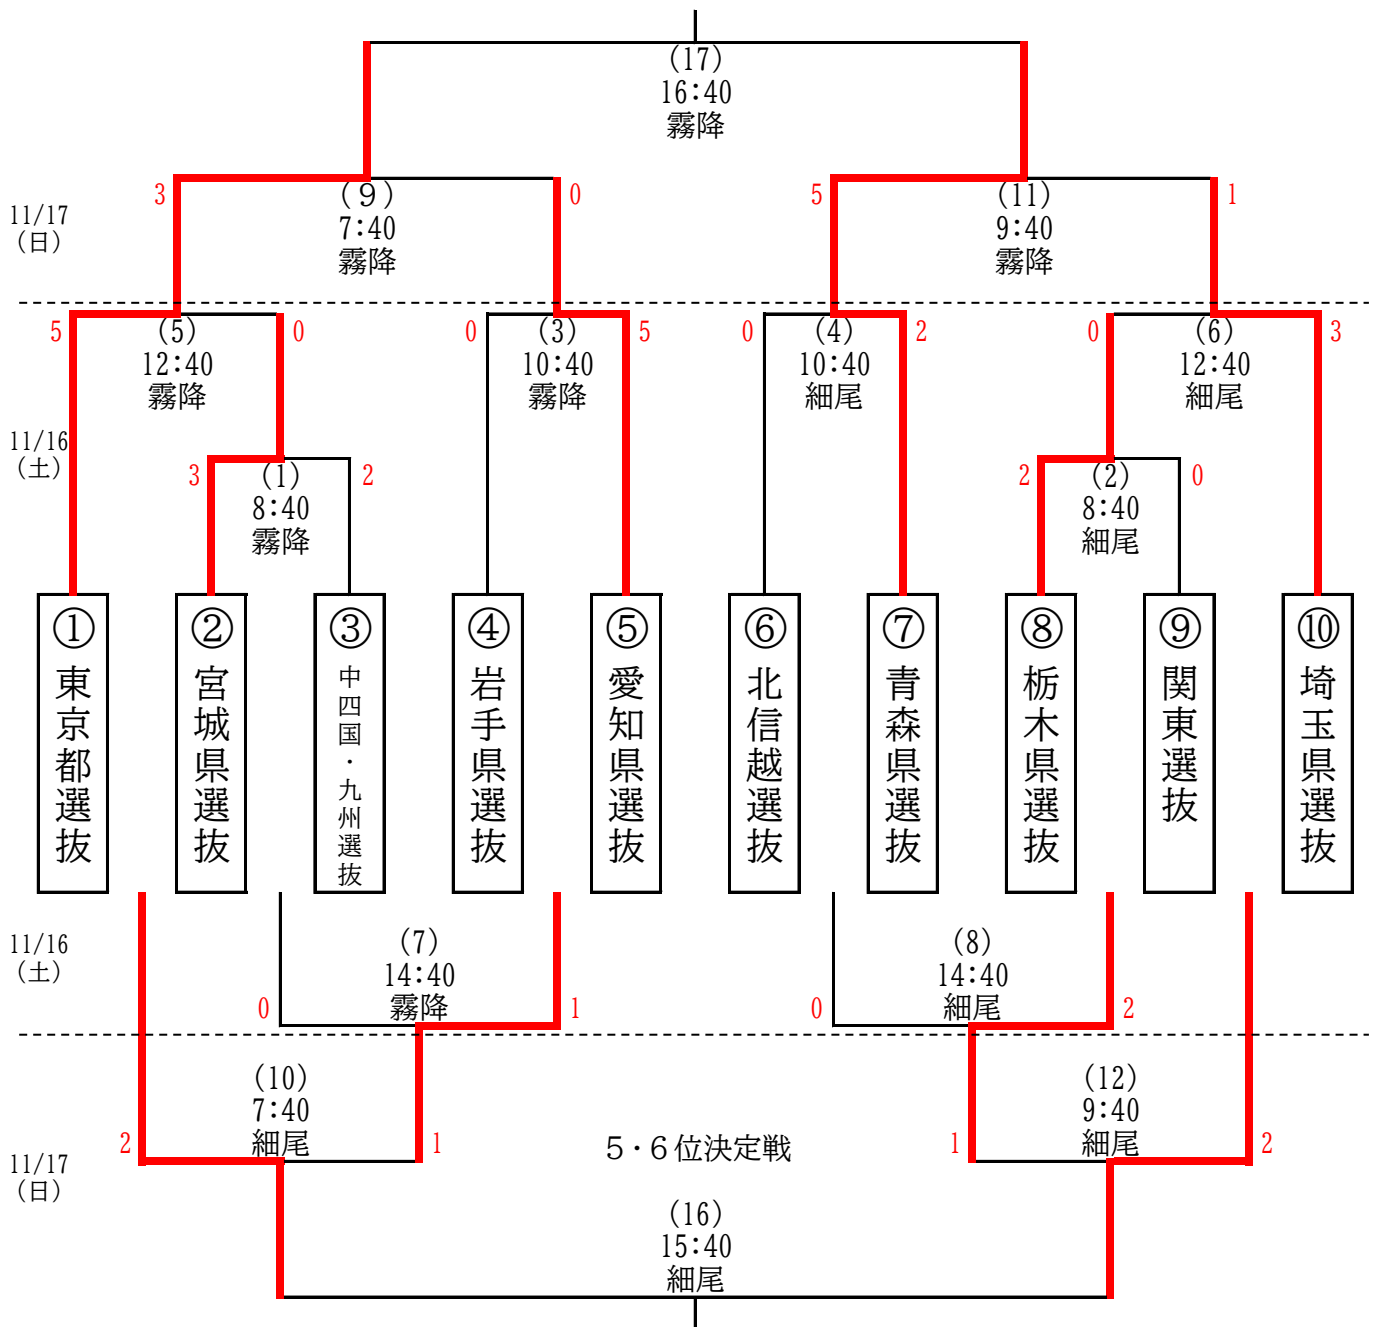 (17)
16:40
霧降
11/17
(日)
3
(９)
7:40
霧降
0
5
(11)
9:40
霧降
1
5
(5)
12:40
霧降
0
0
(3)
10:40
霧降
5
0
(4)
10:40
細尾
2
0
(6)
12:40
細尾
3
11/16
(土)
3
(1)
8:40
霧降
2
2
(2)
8:40
細尾
0
①東京都選抜
②宮城県選抜
③中四国・九州選抜
④岩手県選抜
⑤愛知県選抜
⑥北信越選抜
⑦青森県選抜
⑧栃木県選抜
⑨関東選抜
⑩埼玉県選抜
11/16
(土)
0
(7)
14:40
霧降
1
0
(8)
14:40
細尾
2
11/17
(日)
2
(10)
7:40
細尾
1
５・６位決定戦
1
(12)
9:40
細尾
2
(16)
15:40
細尾